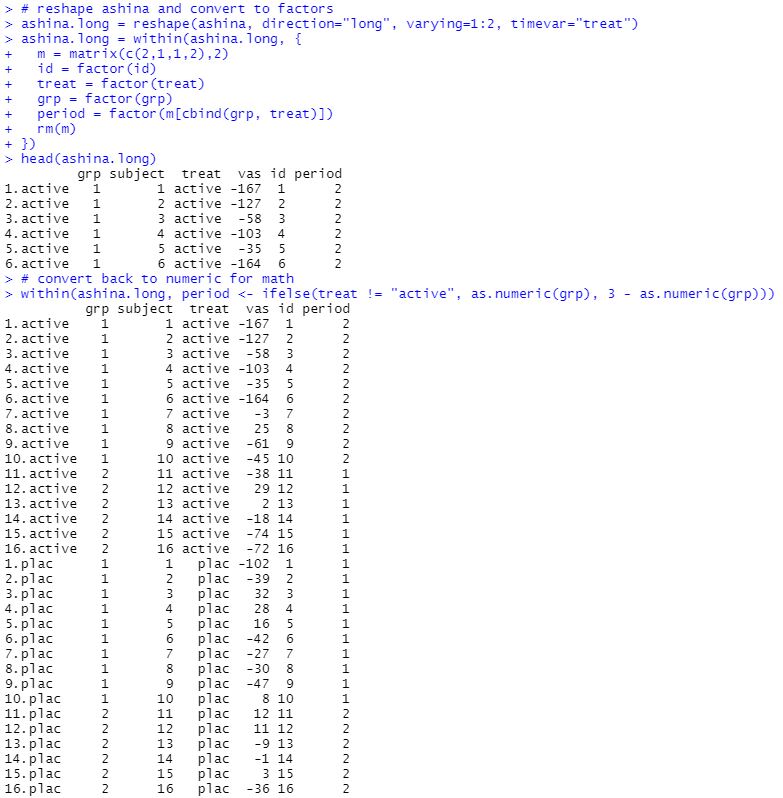 > # reshape ashina and convert to factors
> ashina.long = reshape(ashina, direction="long", varying=1:2, timevar="treat")
> ashina.long = within(ashina.long, {
+   m = matrix(c(2,1,1,2),2)
+   id = factor(id)
+   treat = factor(treat)
+   grp = factor(grp)
+   period = factor(m[cbind(grp, treat)])
+   rm(m)
+ })
> head(ashina.long)
         grp subject  treat  vas id period
1.active   1       1 active -167  1      2
2.active   1       2 active -127  2      2
3.active   1       3 active  -58  3      2
4.active   1       4 active -103  4      2
5.active   1       5 active  -35  5      2
6.active   1       6 active -164  6      2
> # convert back to numeric for math
> within(ashina.long, period <- ifelse(treat != "active", as.numeric(grp), 3 - as.numeric(grp)))
          grp subject  treat  vas id period
1.active    1       1 active -167  1      2
2.active    1       2 active -127  2      2
3.active    1       3 active  -58  3      2
4.active    1       4 active -103  4      2
5.active    1       5 active  -35  5      2
6.active    1       6 active -164  6      2
7.active    1       7 active   -3  7      2
8.active    1       8 active   25  8      2
9.active    1       9 active  -61  9      2
10.active   1      10 active  -45 10      2
11.active   2      11 active  -38 11      1
12.active   2      12 active   29 12      1
13.active   2      13 active    2 13      1
14.active   2      14 active  -18 14      1
15.active   2      15 active  -74 15      1
16.active   2      16 active  -72 16      1
1.plac      1       1   plac -102  1      1
2.plac      1       2   plac  -39  2      1
3.plac      1       3   plac   32  3      1
4.plac      1       4   plac   28  4      1
5.plac      1       5   plac   16  5      1
6.plac      1       6   plac  -42  6      1
7.plac      1       7   plac  -27  7      1
8.plac      1       8   plac  -30  8      1
9.plac      1       9   plac  -47  9      1
10.plac     1      10   plac    8 10      1
11.plac     2      11   plac   12 11      2
12.plac     2      12   plac   11 12      2
13.plac     2      13   plac   -9 13      2
14.plac     2      14   plac   -1 14      2
15.plac     2      15   plac    3 15      2
16.plac     2      16   plac  -36 16      2